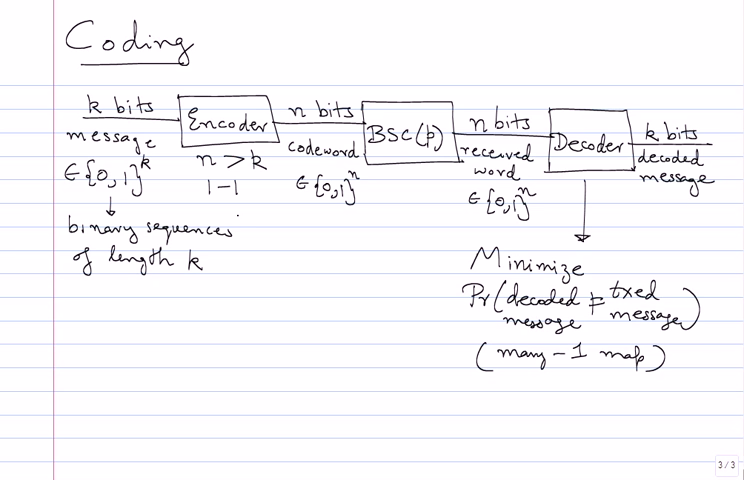 Coding
k bits
message
∈{0,1}^k
↓
binary sequences
of length k
Encoder
n > k
1-1
n bits
codeword
∈{0,1}^n
BSC(p)
n bits
received
word
∈{0,1}^n
Decoder
k bits
decoded
message
Minimize
Pr(decoded message ≠ txed message)
(many-1 map)
3/3